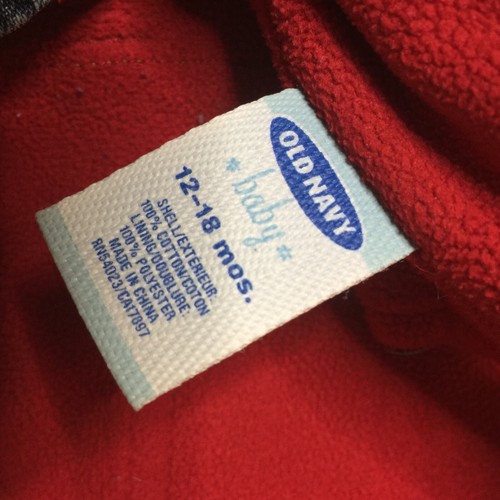 OLD NAVY
*baby*
12-18 mos.
SHELL/EXTÉRIEUR:
100% COTTON/COTON
LINING/DOUBLURE:
100% POLYESTER
MADE IN CHINA
RN54023/CA17897